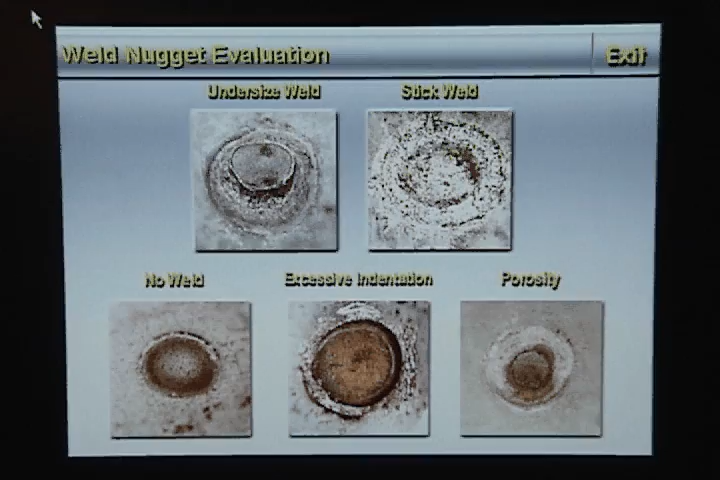 Weld Nugget Evaluation
Exit
Undersize Weld
Stick Weld
No Weld
Excessive Indentation
Porosity